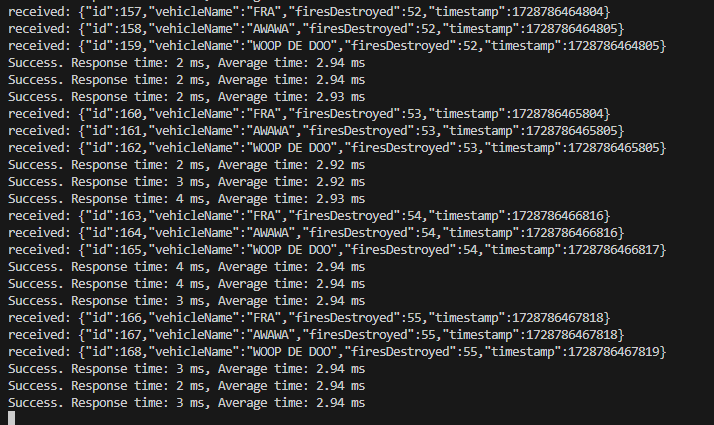 received: {"id":157,"vehicleName":"FRA","firesDestroyed":52,"timestamp":1728786464804}
received: {"id":158,"vehicleName":"AWAWA","firesDestroyed":52,"timestamp":1728786464805}
received: {"id":159,"vehicleName":"WOOP DE DOO","firesDestroyed":52,"timestamp":1728786464805}
Success. Response time: 2 ms, Average time: 2.94 ms
Success. Response time: 2 ms, Average time: 2.94 ms
Success. Response time: 2 ms, Average time: 2.93 ms
received: {"id":160,"vehicleName":"FRA","firesDestroyed":53,"timestamp":1728786465804}
received: {"id":161,"vehicleName":"AWAWA","firesDestroyed":53,"timestamp":1728786465805}
received: {"id":162,"vehicleName":"WOOP DE DOO","firesDestroyed":53,"timestamp":1728786465805}
Success. Response time: 2 ms, Average time: 2.92 ms
Success. Response time: 3 ms, Average time: 2.92 ms
Success. Response time: 4 ms, Average time: 2.93 ms
received: {"id":163,"vehicleName":"FRA","firesDestroyed":54,"timestamp":1728786466816}
received: {"id":164,"vehicleName":"AWAWA","firesDestroyed":54,"timestamp":1728786466816}
received: {"id":165,"vehicleName":"WOOP DE DOO","firesDestroyed":54,"timestamp":1728786466817}
Success. Response time: 4 ms, Average time: 2.94 ms
Success. Response time: 4 ms, Average time: 2.94 ms
Success. Response time: 3 ms, Average time: 2.94 ms
received: {"id":166,"vehicleName":"FRA","firesDestroyed":55,"timestamp":1728786467818}
received: {"id":167,"vehicleName":"AWAWA","firesDestroyed":55,"timestamp":1728786467818}
received: {"id":168,"vehicleName":"WOOP DE DOO","firesDestroyed":55,"timestamp":1728786467819}
Success. Response time: 3 ms, Average time: 2.94 ms
Success. Response time: 2 ms, Average time: 2.94 ms
Success. Response time: 3 ms, Average time: 2.94 ms